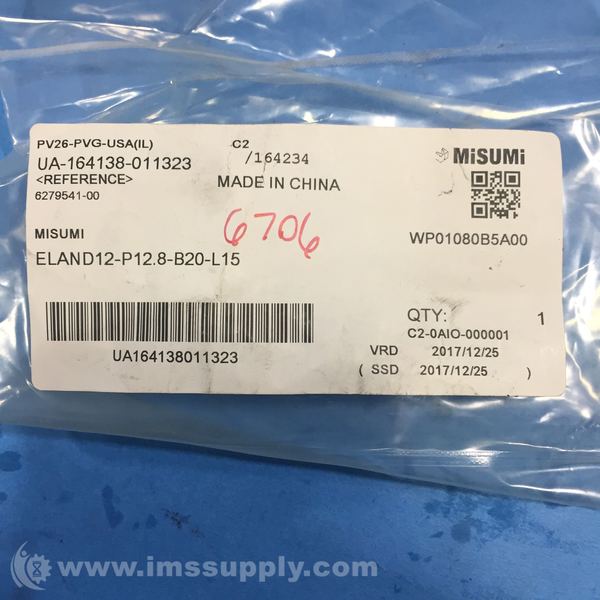 PV26-PVG-USA(IL)
C2
UA-164138-011323
/164234
MiSUMi
<REFERENCE>
MADE IN CHINA
6279541-00
6706
MISUMI
WP01080B5A00
ELAND12-P12.8-B20-L15
QTY: 1
C2-0AIO-000001
UA164138011323
VRD 2017/12/25
( SSD 2017/12/25 )
www.imssupply.com